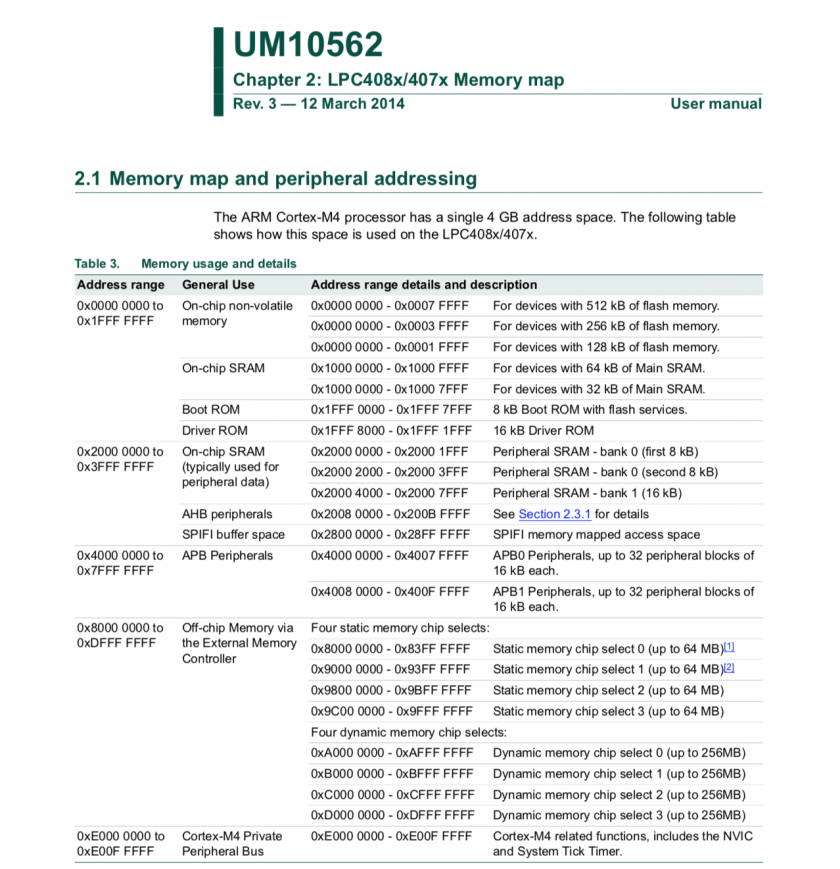 UM10562
Chapter 2: LPC408x/407x Memory map
Rev. 3 — 12 March 2014 User manual
2.1 Memory map and peripheral addressing
The ARM Cortex-M4 processor has a single 4 GB address space. The following table
shows how this space is used on the LPC408x/407x.
Table 3. Memory usage and details
Address range General Use Address range details and description
0x0000 0000 to On-chip non-volatile 0x0000 0000 - 0x0007 FFFF For devices with 512 kB of flash memory.
0x1FFF FFFF memory 0x0000 0000 - 0x0003 FFFF For devices with 256 kB of flash memory.
0x0000 0000 - 0x0001 FFFF For devices with 128 kB of flash memory.
On-chip SRAM 0x1000 0000 - 0x1000 FFFF For devices with 64 kB of Main SRAM.
0x1000 0000 - 0x1000 7FFF For devices with 32 kB of Main SRAM.
Boot ROM 0x1FFF 0000 - 0x1FFF 7FFF 8 kB Boot ROM with flash services.
Driver ROM 0x1FFF 8000 - 0x1FFF 1FFF 16 kB Driver ROM
0x2000 0000 to On-chip SRAM 0x2000 0000 - 0x2000 1FFF Peripheral SRAM - bank 0 (first 8 kB)
0x3FFF FFFF (typically used for 0x2000 2000 - 0x2000 3FFF Peripheral SRAM - bank 0 (second 8 kB)
peripheral data) 0x2000 4000 - 0x2000 7FFF Peripheral SRAM - bank 1 (16 kB)
AHB peripherals 0x2008 0000 - 0x200B FFFF See Section 2.3.1 for details
SPIFI buffer space 0x2800 0000 - 0x28FF FFFF SPIFI memory mapped access space
0x4000 0000 to APB Peripherals 0x4000 0000 - 0x4007 FFFF APB0 Peripherals, up to 32 peripheral blocks of
0x7FFF FFFF 16 kB each.
0x4008 0000 - 0x400F FFFF APB1 Peripherals, up to 32 peripheral blocks of
16 kB each.
0x8000 0000 to Off-chip Memory via Four static memory chip selects:
0xDFFF FFFF the External Memory 0x8000 0000 - 0x83FF FFFF Static memory chip select 0 (up to 64 MB)[1]
Controller 0x9000 0000 - 0x93FF FFFF Static memory chip select 1 (up to 64 MB)[2]
0x9800 0000 - 0x9BFF FFFF Static memory chip select 2 (up to 64 MB)
0x9C00 0000 - 0x9FFF FFFF Static memory chip select 3 (up to 64 MB)
Four dynamic memory chip selects:
0xA000 0000 - 0xAFFF FFFF Dynamic memory chip select 0 (up to 256MB)
0xB000 0000 - 0xBFFF FFFF Dynamic memory chip select 1 (up to 256MB)
0xC000 0000 - 0xCFFF FFFF Dynamic memory chip select 2 (up to 256MB)
0xD000 0000 - 0xDFFF FFFF Dynamic memory chip select 3 (up to 256MB)
0xE000 0000 to Cortex-M4 Private 0xE000 0000 - 0xE00F FFFF Cortex-M4 related functions, includes the NVIC
0xE00F FFFF Peripheral Bus and System Tick Timer.